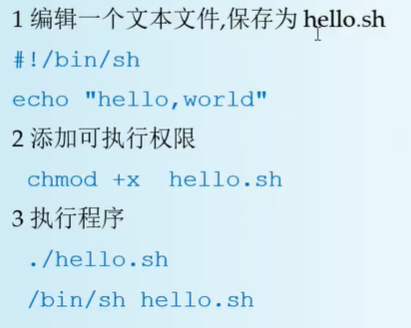 1 编辑一个文本文件,保存为 hello.sh
#!/bin/sh
echo "hello,world"
2 添加可执行权限
chmod +x  hello.sh
3 执行程序
./hello.sh
/bin/sh hello.sh